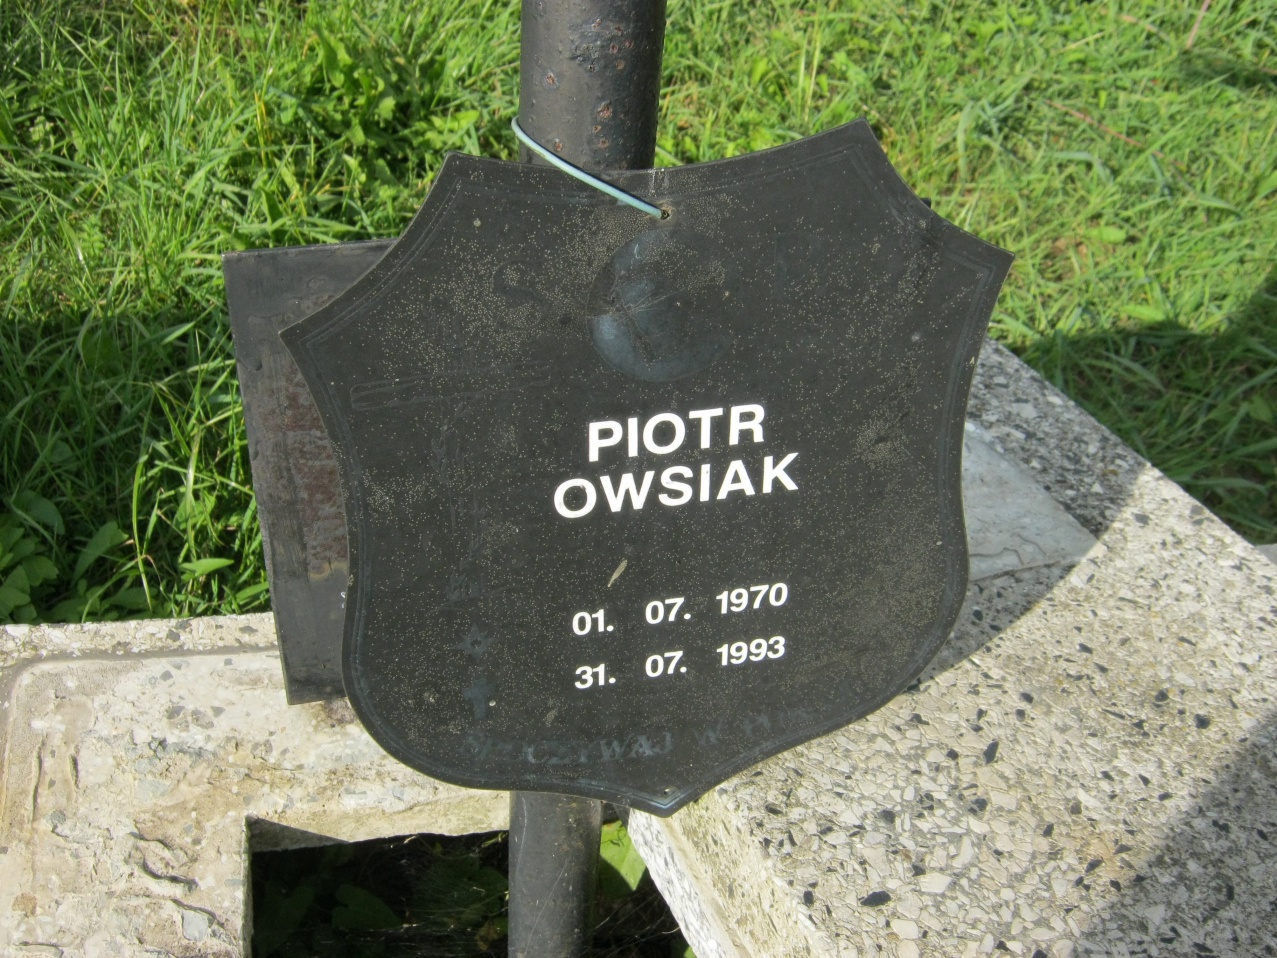 PIOTR
OWSIAK
01. 07. 1970
31. 07. 1993